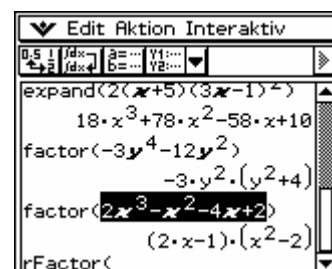 Edit Aktion Interaktiv
expand(2(x+5)(3x-1)²)
18·x³+78·x²-58·x+10
factor(-3y⁴-12y²)
-3·y²·(y²+4)
factor(2x³-x²-4x+2)
(2·x-1)·(x²-2)
rFactor(